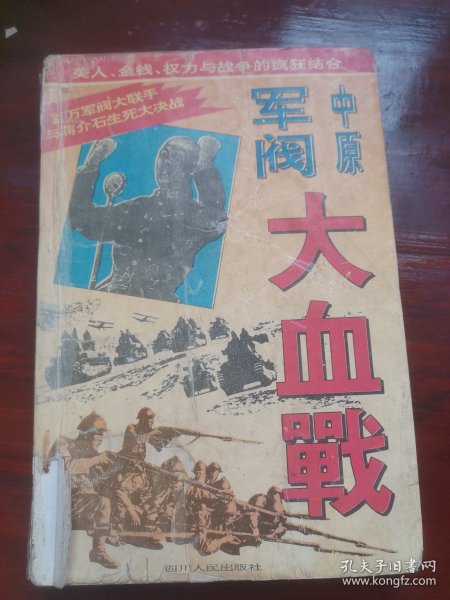 美人、金钱、权力与战争的疯狂结合
百万军阀大联手
与蒋介石生死大决战
中原
军阀
大血戰
四川人民出版社
孔夫子旧书网
www.kongfz.com